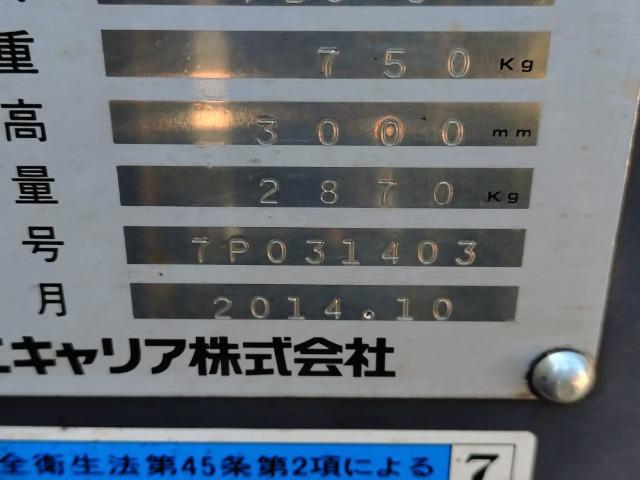 重 750 Kg
高 3000 mm
量 2870 Kg
号 7P031403
月 2014.10
キャリア株式会社
全衛生法第45条第2項による 7